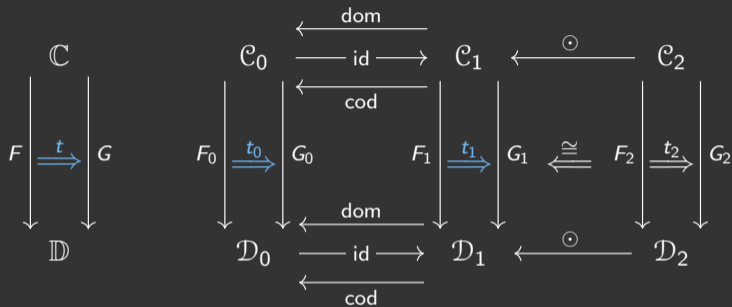 dom
ℂ 𝒞₀ id 𝒞₁ ⊙ 𝒞₂
cod
F t G F₀ t₀ G₀ F₁ t₁ G₁ ≅ F₂ t₂ G₂
dom
𝔻 𝒟₀ id 𝒟₁ ⊙ 𝒟₂
cod